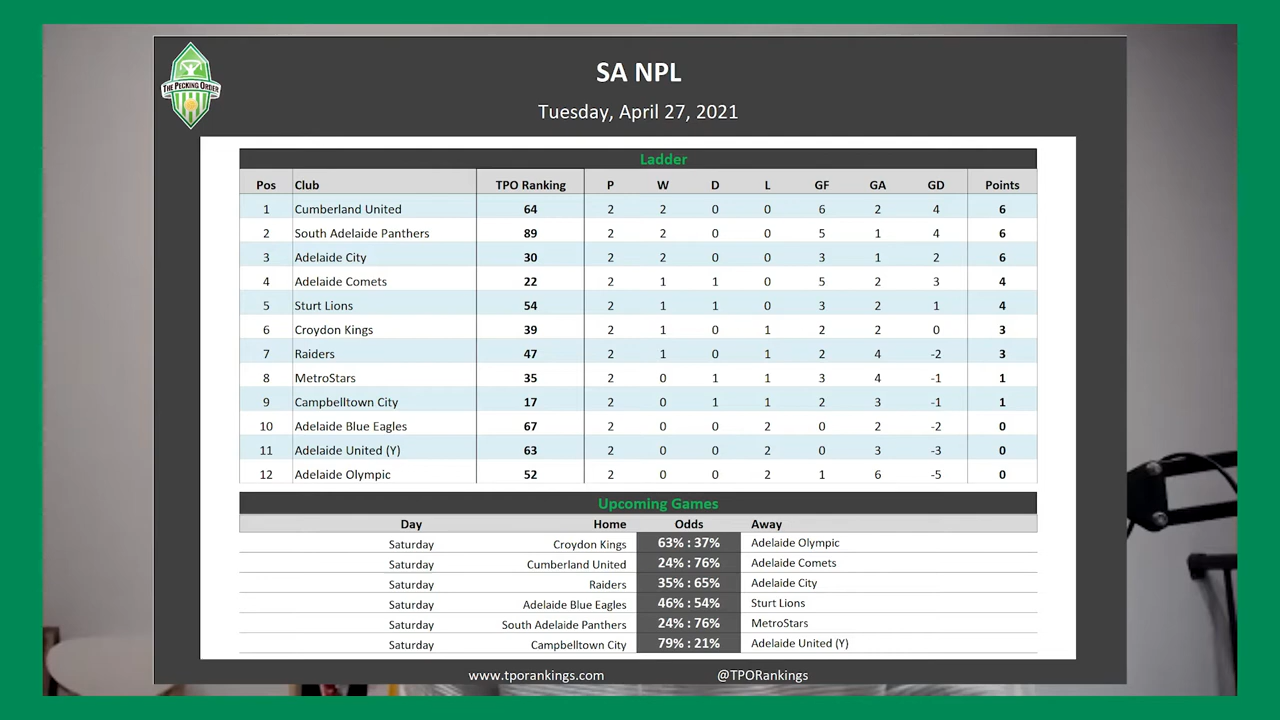 THE PECKING ORDER
SA NPL
Tuesday, April 27, 2021
Ladder
Pos Club TPO Ranking P W D L GF GA GD Points
1 Cumberland United 64 2 2 0 0 6 2 4 6
2 South Adelaide Panthers 89 2 2 0 0 5 1 4 6
3 Adelaide City 30 2 2 0 0 3 1 2 6
4 Adelaide Comets 22 2 1 1 0 5 2 3 4
5 Sturt Lions 54 2 1 1 0 3 2 1 4
6 Croydon Kings 39 2 1 0 1 2 2 0 3
7 Raiders 47 2 1 0 1 2 4 -2 3
8 MetroStars 35 2 0 1 1 3 4 -1 1
9 Campbelltown City 17 2 0 1 1 2 3 -1 1
10 Adelaide Blue Eagles 67 2 0 0 2 0 2 -2 0
11 Adelaide United (Y) 63 2 0 0 2 0 3 -3 0
12 Adelaide Olympic 52 2 0 0 2 1 6 -5 0
Upcoming Games
Day Home Odds Away
Saturday Croydon Kings 63% : 37% Adelaide Olympic
Saturday Cumberland United 24% : 76% Adelaide Comets
Saturday Raiders 35% : 65% Adelaide City
Saturday Adelaide Blue Eagles 46% : 54% Sturt Lions
Saturday South Adelaide Panthers 24% : 76% MetroStars
Saturday Campbelltown City 79% : 21% Adelaide United (Y)
www.tporankings.com @TPORankings